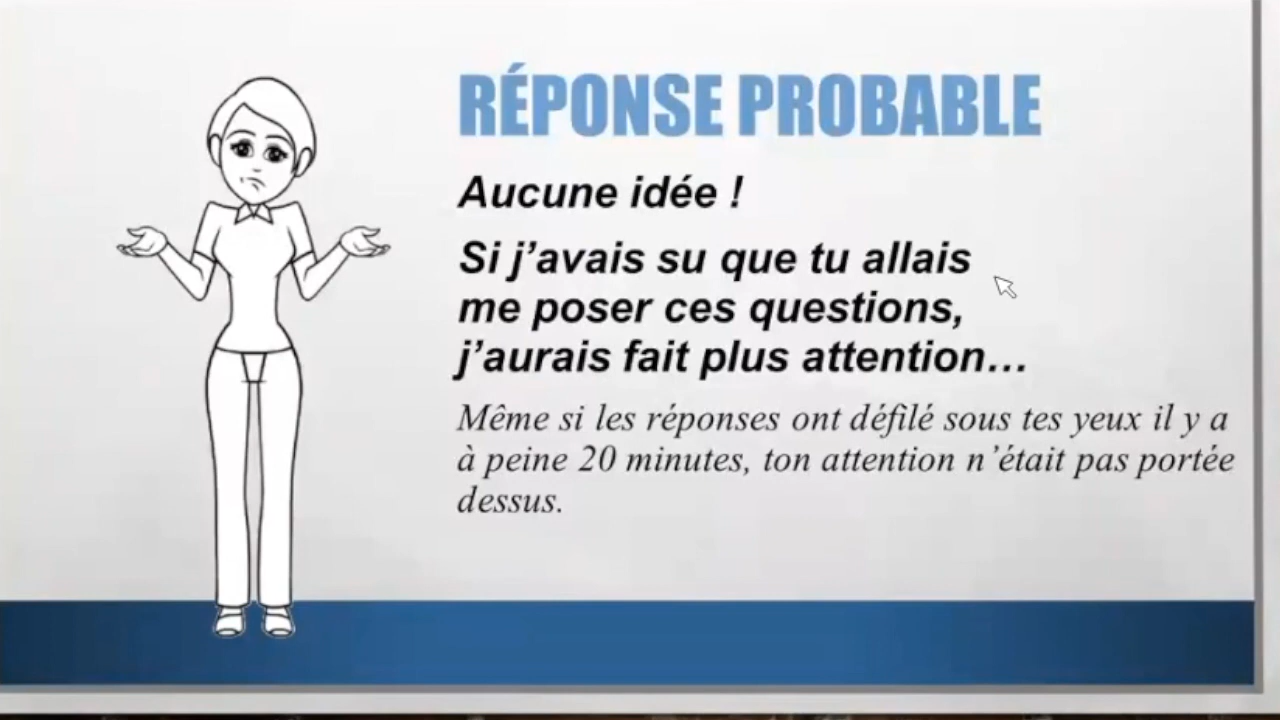 RÉPONSE PROBABLE
Aucune idée !
Si j’avais su que tu allais
me poser ces questions,
j’aurais fait plus attention…
Même si les réponses ont défilé sous tes yeux il y a
à peine 20 minutes, ton attention n’était pas portée
dessus.